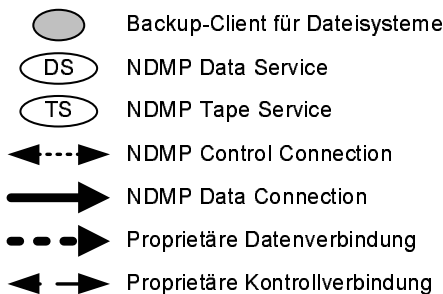 Backup-Client für Dateisysteme
DS NDMP Data Service
TS NDMP Tape Service
NDMP Control Connection
NDMP Data Connection
Proprietäre Datenverbindung
Proprietäre Kontrollverbindung